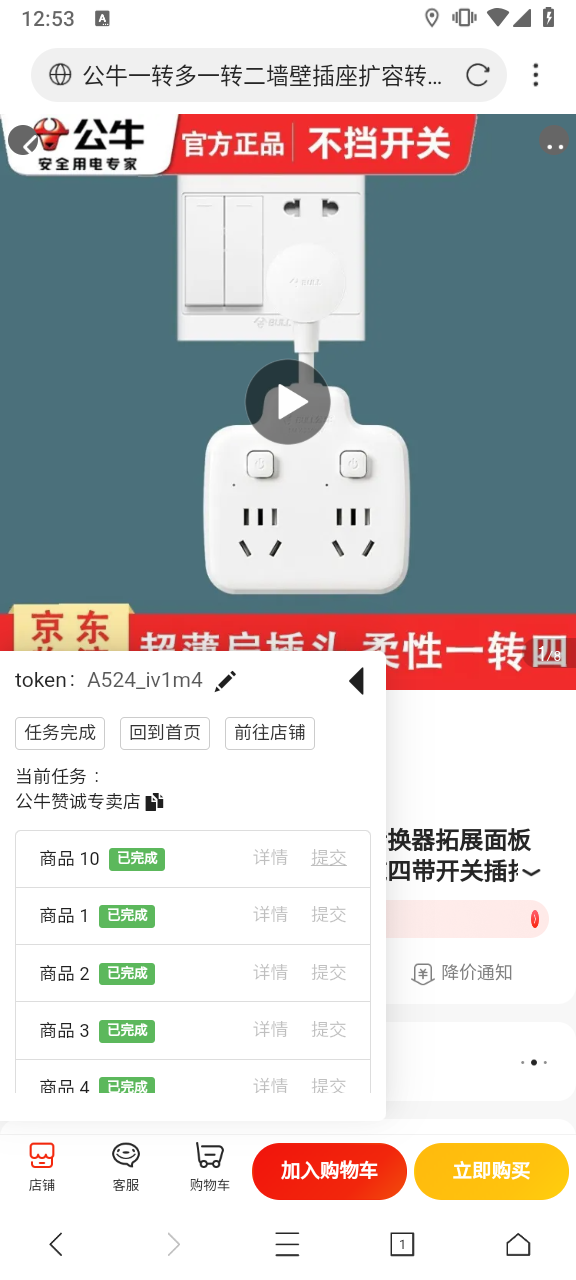 12:53
A
公牛一转多一转二墙壁插座扩容转...
公牛
安全用电专家
官方正品
不挡开关
BULL
京东
超薄扁插头 柔性一转四
1/8
token: A524_iv1m4
任务完成
回到首页
前往店铺
当前任务：
公牛赞诚专卖店
商品 10 已完成 详情 提交
商品 1 已完成 详情 提交
商品 2 已完成 详情 提交
商品 3 已完成 详情 提交
商品 4 已完成 详情 提交
换器拓展面板
四带开关插排
降价通知
店铺
客服
购物车
加入购物车
立即购买
1